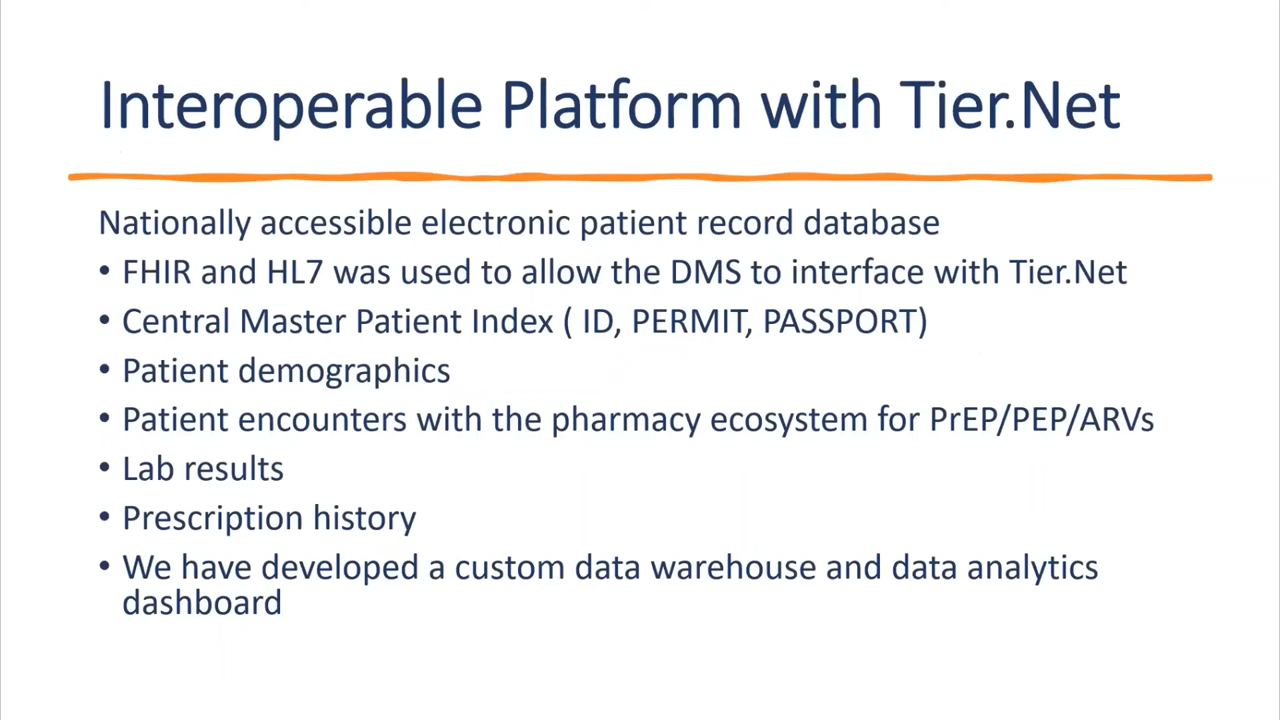 Interoperable Platform with Tier.Net
Nationally accessible electronic patient record database
• FHIR and HL7 was used to allow the DMS to interface with Tier.Net
• Central Master Patient Index ( ID, PERMIT, PASSPORT)
• Patient demographics
• Patient encounters with the pharmacy ecosystem for PrEP/PEP/ARVs
• Lab results
• Prescription history
• We have developed a custom data warehouse and data analytics
dashboard